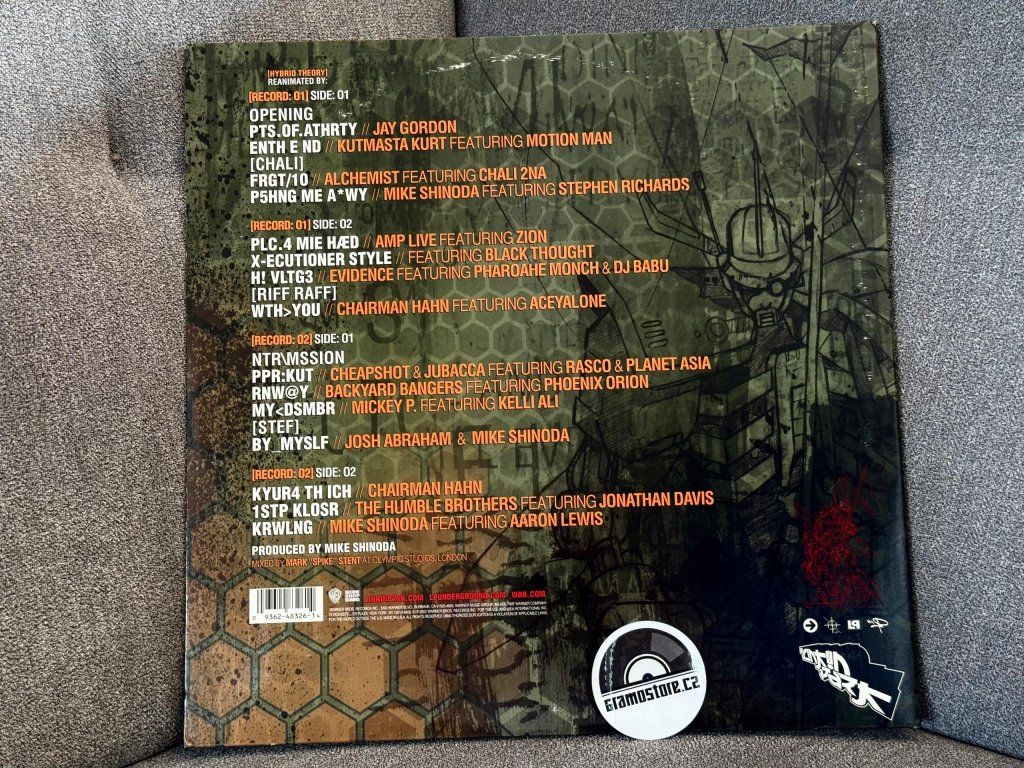 [HYBRID THEORY]
REANIMATED BY:
[RECORD: 01] SIDE: 01
OPENING
PTS.OF.ATHRTY // JAY GORDON
ENTH E ND // KUTMASTA KURT FEATURING MOTION MAN
[CHALI]
FRGT/10 // ALCHEMIST FEATURING CHALI 2NA
P5HNG ME A*WY // MIKE SHINODA FEATURING STEPHEN RICHARDS
[RECORD: 01] SIDE: 02
PLC.4 MIE HÆD // AMP LIVE FEATURING ZION
X-ECUTIONER STYLE // FEATURING BLACK THOUGHT
H! VLTG3 // EVIDENCE FEATURING PHAROAHE MONCH & DJ BABU
[RIFF RAFF]
WTH>YOU // CHAIRMAN HAHN FEATURING ACEYALONE
[RECORD: 02] SIDE: 01
NTR\MSSION
PPR:KUT // CHEAPSHOT & JUBACCA FEATURING RASCO & PLANET ASIA
RNW@Y // BACKYARD BANGERS FEATURING PHOENIX ORION
MY<DSMBR // MICKEY P. FEATURING KELLI ALI
[STEF]
BY_MYSLF // JOSH ABRAHAM & MIKE SHINODA
[RECORD: 02] SIDE: 02
KYUR4 TH ICH // CHAIRMAN HAHN
1STP KLOSR // THE HUMBLE BROTHERS FEATURING JONATHAN DAVIS
KRWLNG // MIKE SHINODA FEATURING AARON LEWIS
PRODUCED BY MIKE SHINODA
MIXED BY MARK "SPIKE" STENT AT OLYMPIC STUDIOS, LONDON
LINKINPARK.COM LPUNDERGROUND.COM WBR.COM
0 9362-48326-1 4
LINKIN PARK
Gramostore.cz